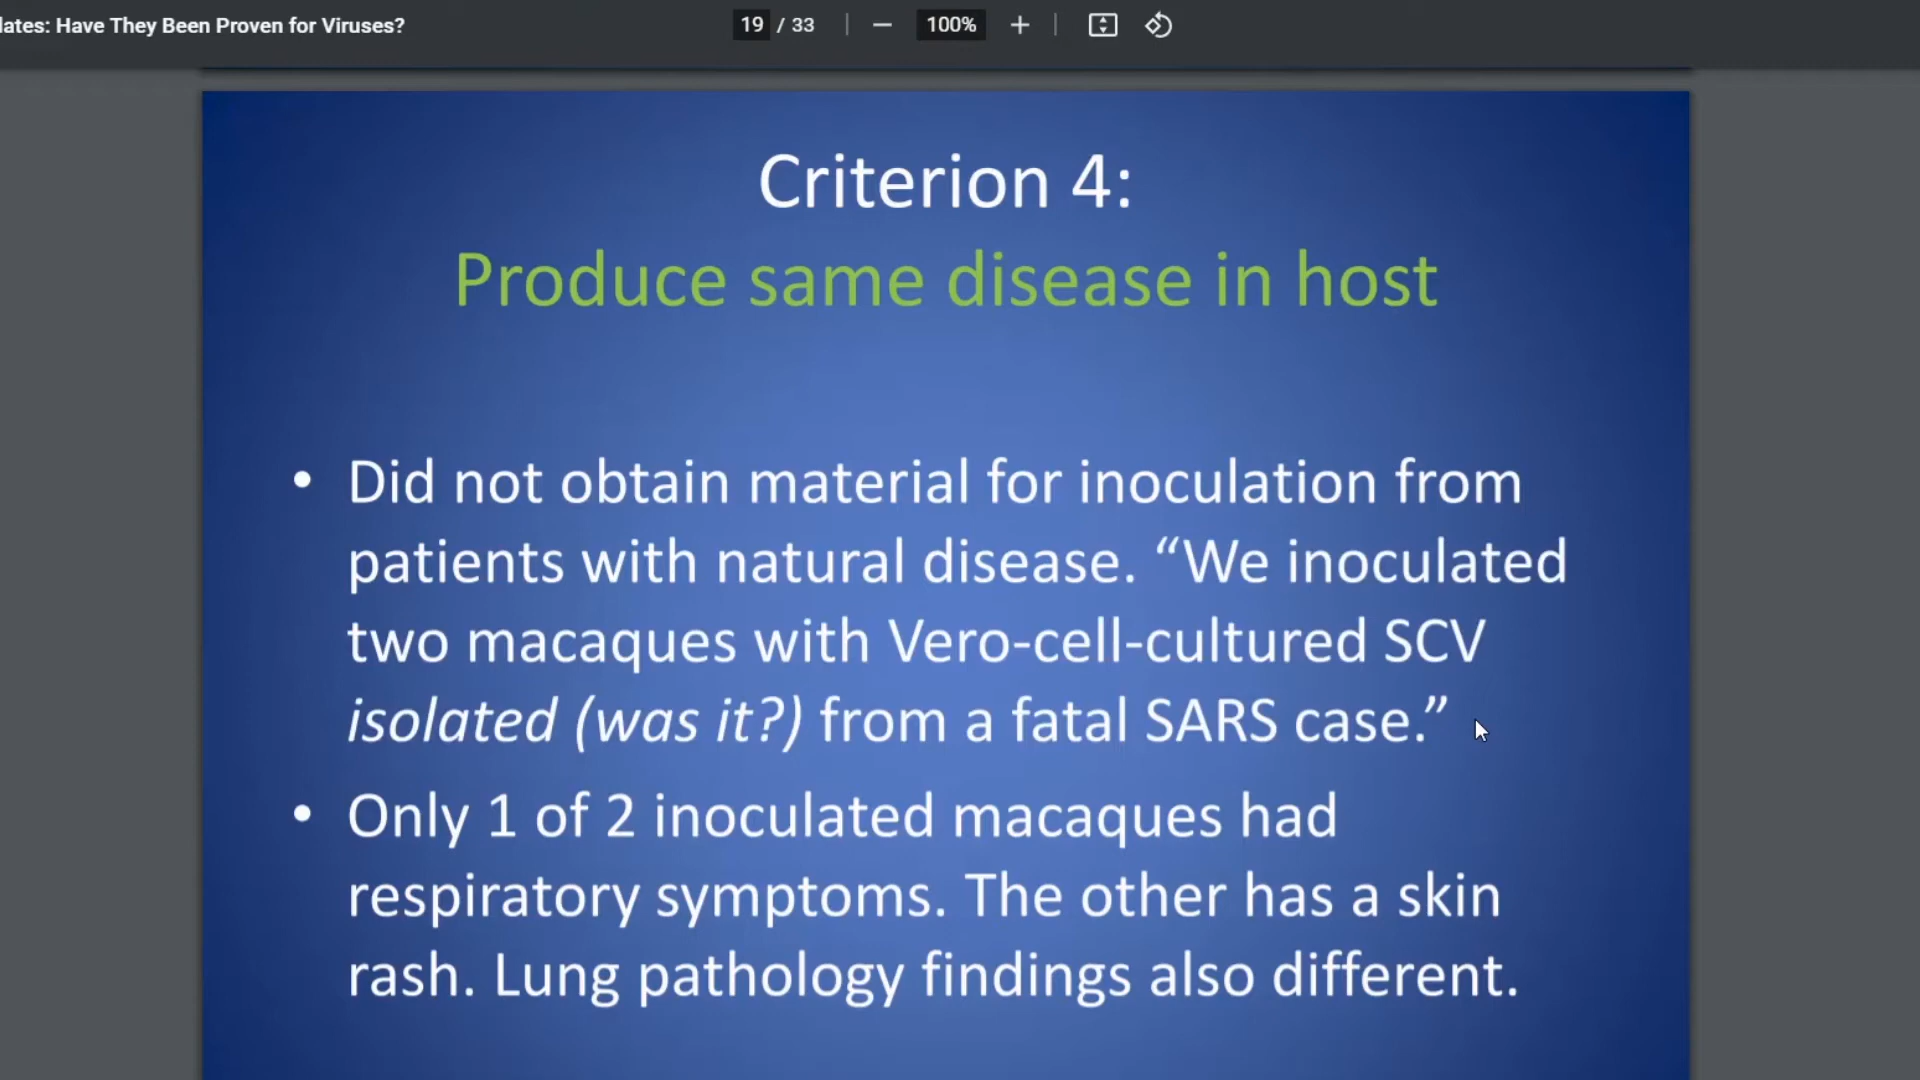 lates: Have They Been Proven for Viruses?
19 / 33 100%
Criterion 4:
Produce same disease in host
• Did not obtain material for inoculation from
patients with natural disease. “We inoculated
two macaques with Vero-cell-cultured SCV
isolated (was it?) from a fatal SARS case.”
• Only 1 of 2 inoculated macaques had
respiratory symptoms. The other has a skin
rash. Lung pathology findings also different.